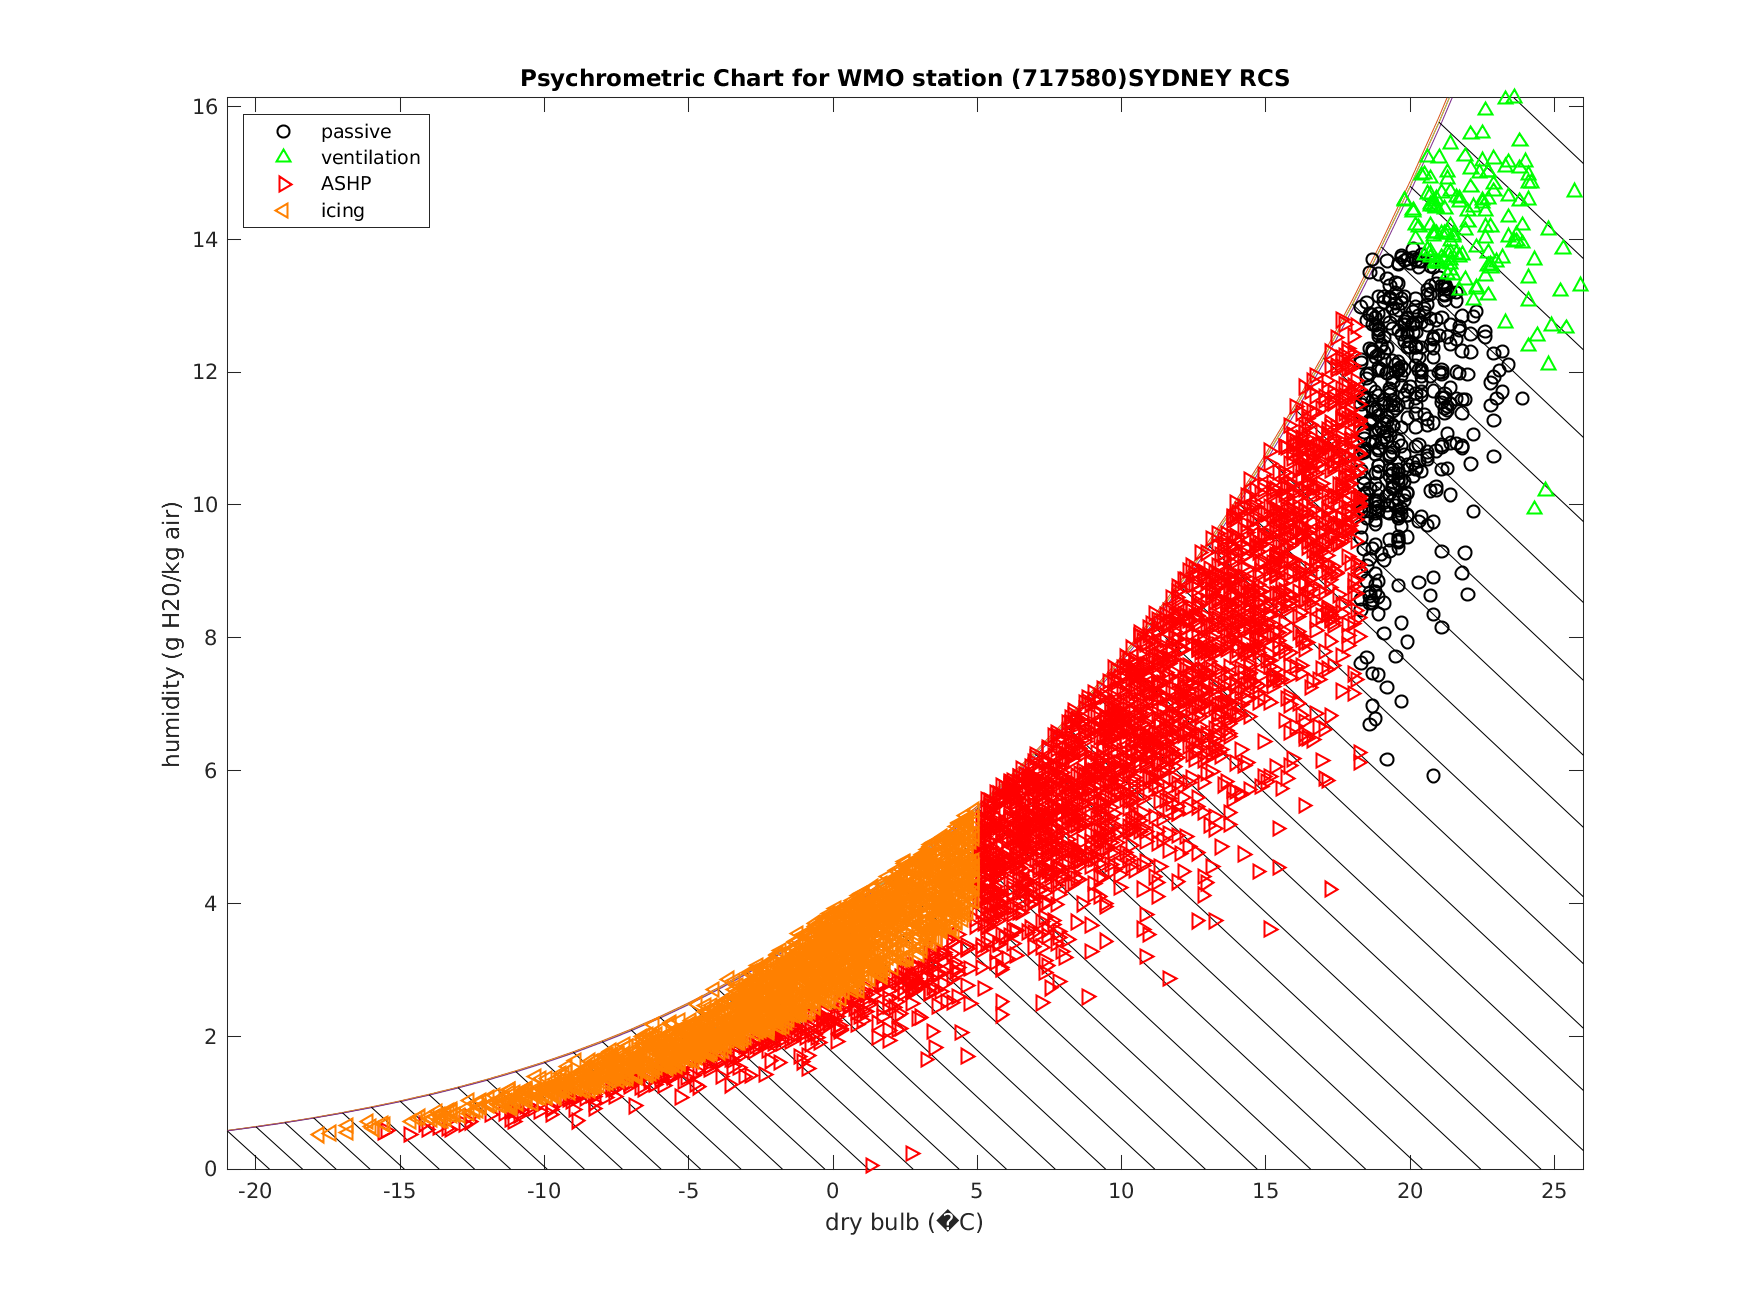 Psychrometric Chart for WMO station (717580)SYDNEY RCS
passive
ventilation
ASHP
icing
humidity (g H20/kg air)
16
14
12
10
8
6
4
2
0
-20 -15 -10 -5 0 5 10 15 20 25
dry bulb (�C)